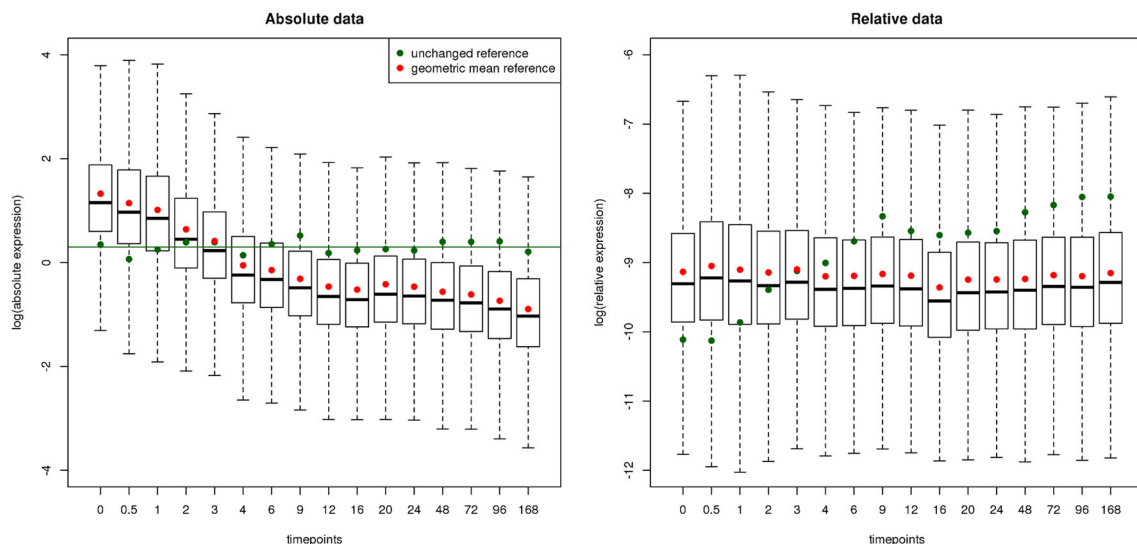 Absolute data
unchanged reference
geometric mean reference
log(absolute expression)
4
2
0
-2
-4
0 0.5 1 2 3 4 6 9 12 16 20 24 48 72 96 168
timepoints
Relative data
log(relative expression)
-6
-7
-8
-9
-10
-11
-12
0 0.5 1 2 3 4 6 9 12 16 20 24 48 72 96 168
timepoints